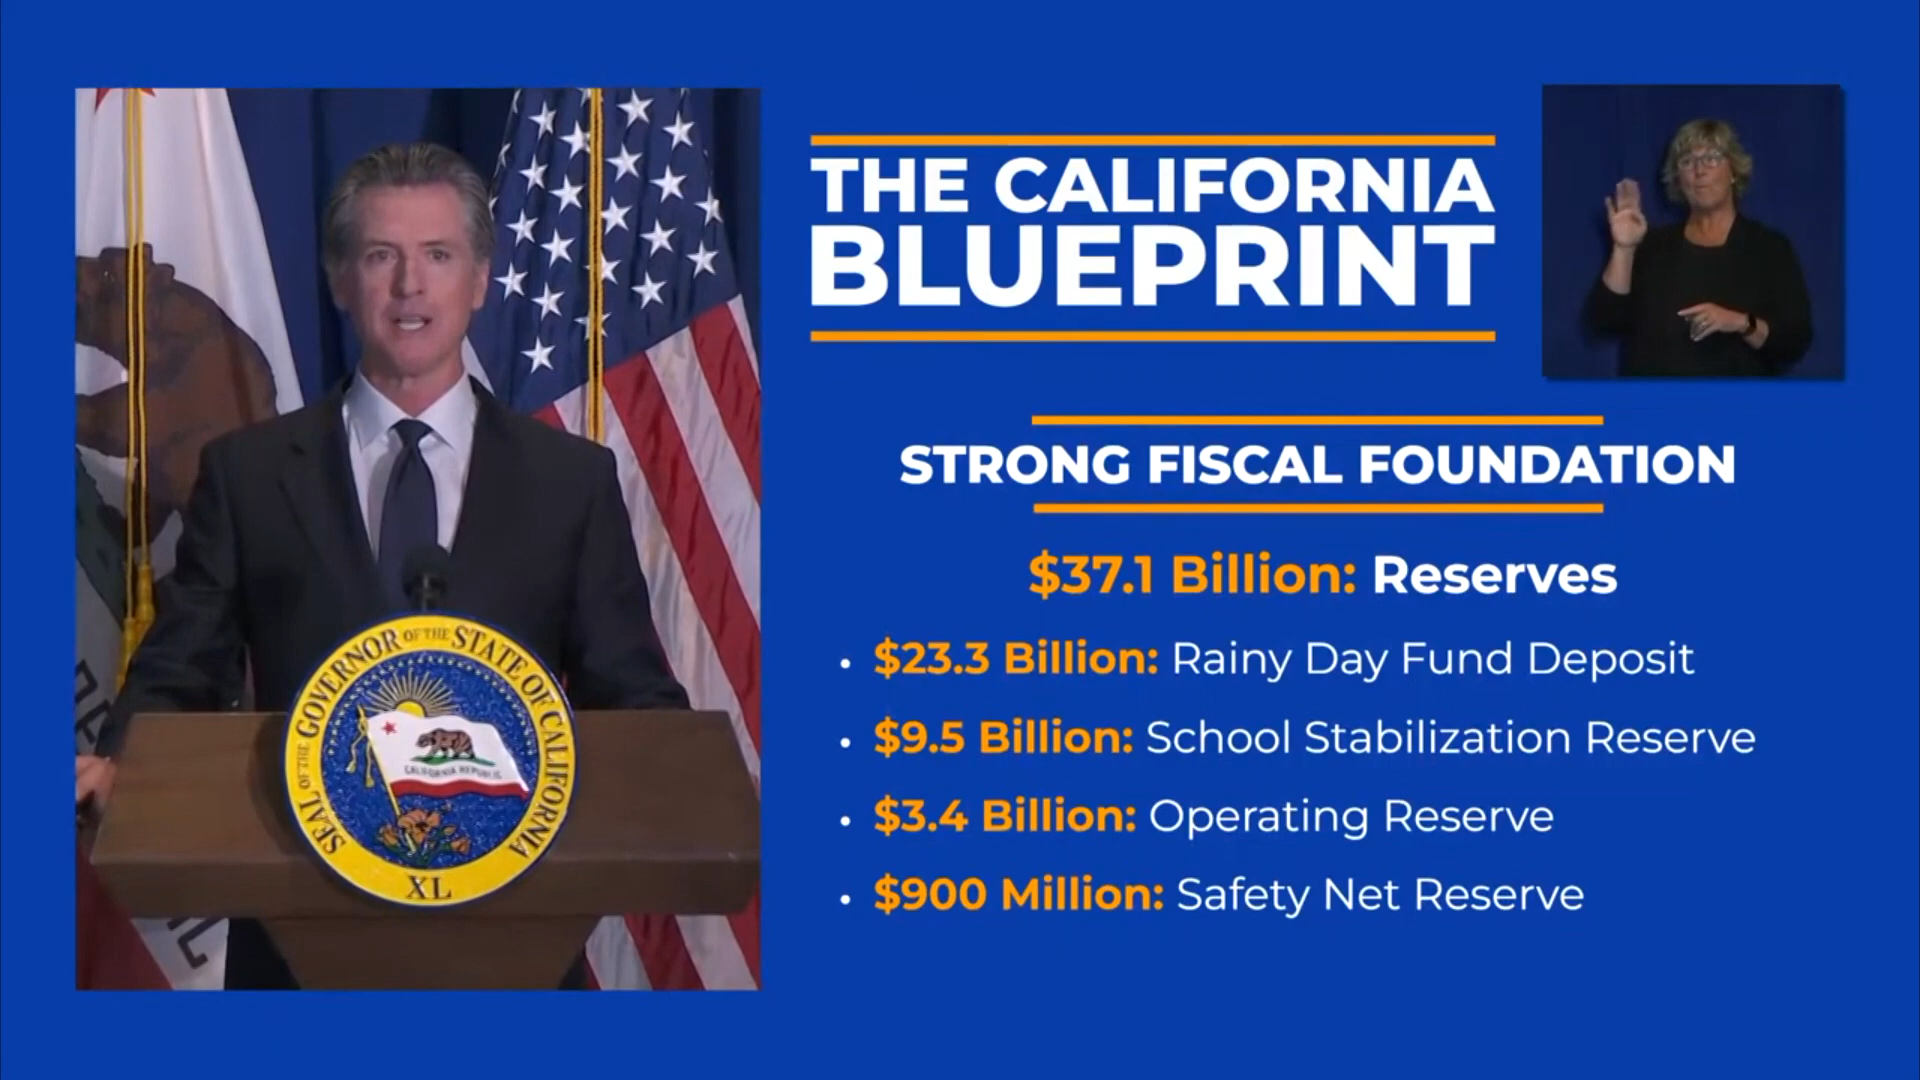 THE CALIFORNIA
BLUEPRINT
STRONG FISCAL FOUNDATION
$37.1 Billion: Reserves
• $23.3 Billion: Rainy Day Fund Deposit
• $9.5 Billion: School Stabilization Reserve
• $3.4 Billion: Operating Reserve
• $900 Million: Safety Net Reserve
SEAL OF THE GOVERNOR OF THE STATE OF CALIFORNIA
CALIFORNIA REPUBLIC
XL